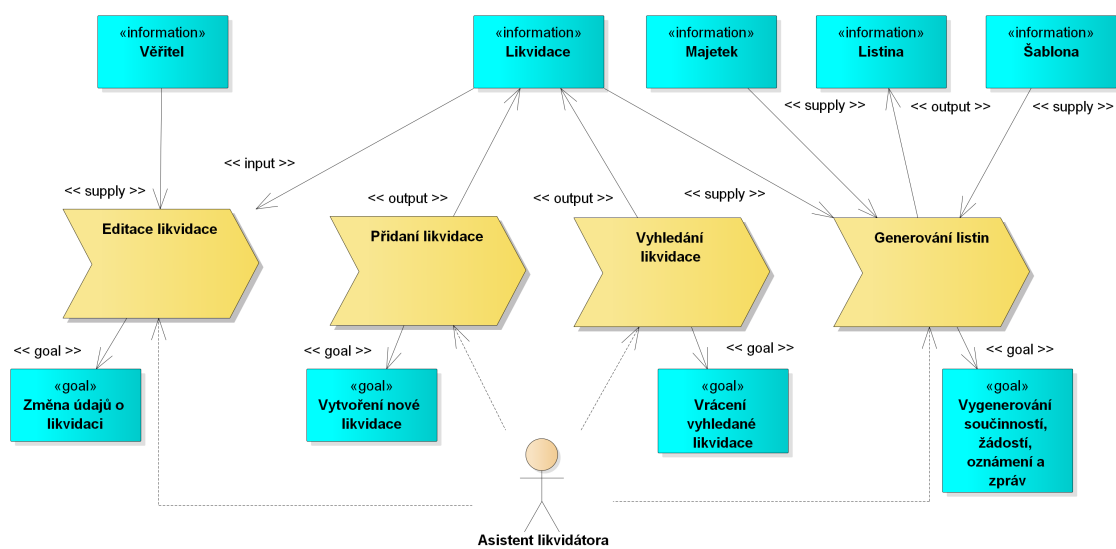 «information»
Věřitel
«information»
Likvidace
«information»
Majetek
«information»
Listina
«information»
Šablona
<< supply >>
<< output >>
<< supply >>
<< input >>
<< supply >>
<< output >>
<< output >>
<< supply >>
Editace likvidace
Přidaní likvidace
Vyhledání
likvidace
Generování listin
<< goal >>
<< goal >>
<< goal >>
<< goal >>
«goal»
Změna údajů o
likvidaci
«goal»
Vytvoření nové
likvidace
«goal»
Vrácení
vyhledané
likvidace
«goal»
Vygenerování
součinností,
žádostí,
oznámení a
zpráv
Asistent likvidátora